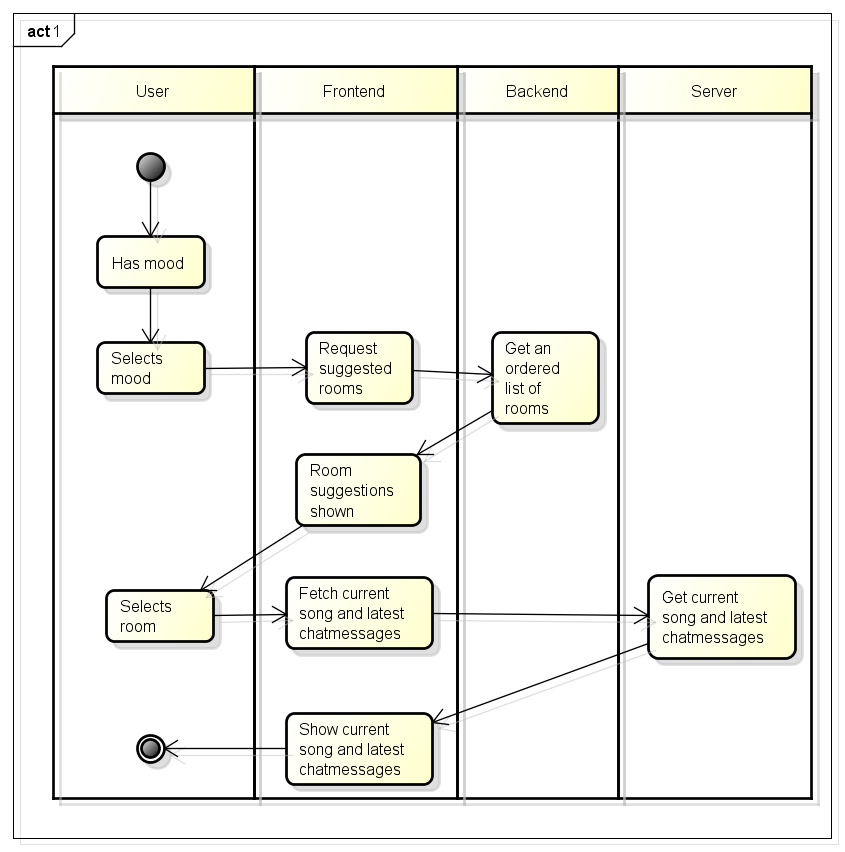 act 1
User
Frontend
Backend
Server
Has mood
Selects
mood
Request
suggested
rooms
Get an
ordered
list of
rooms
Room
suggestions
shown
Selects
room
Fetch current
song and latest
chatmessages
Get current
song and latest
chatmessages
Show current
song and latest
chatmessages